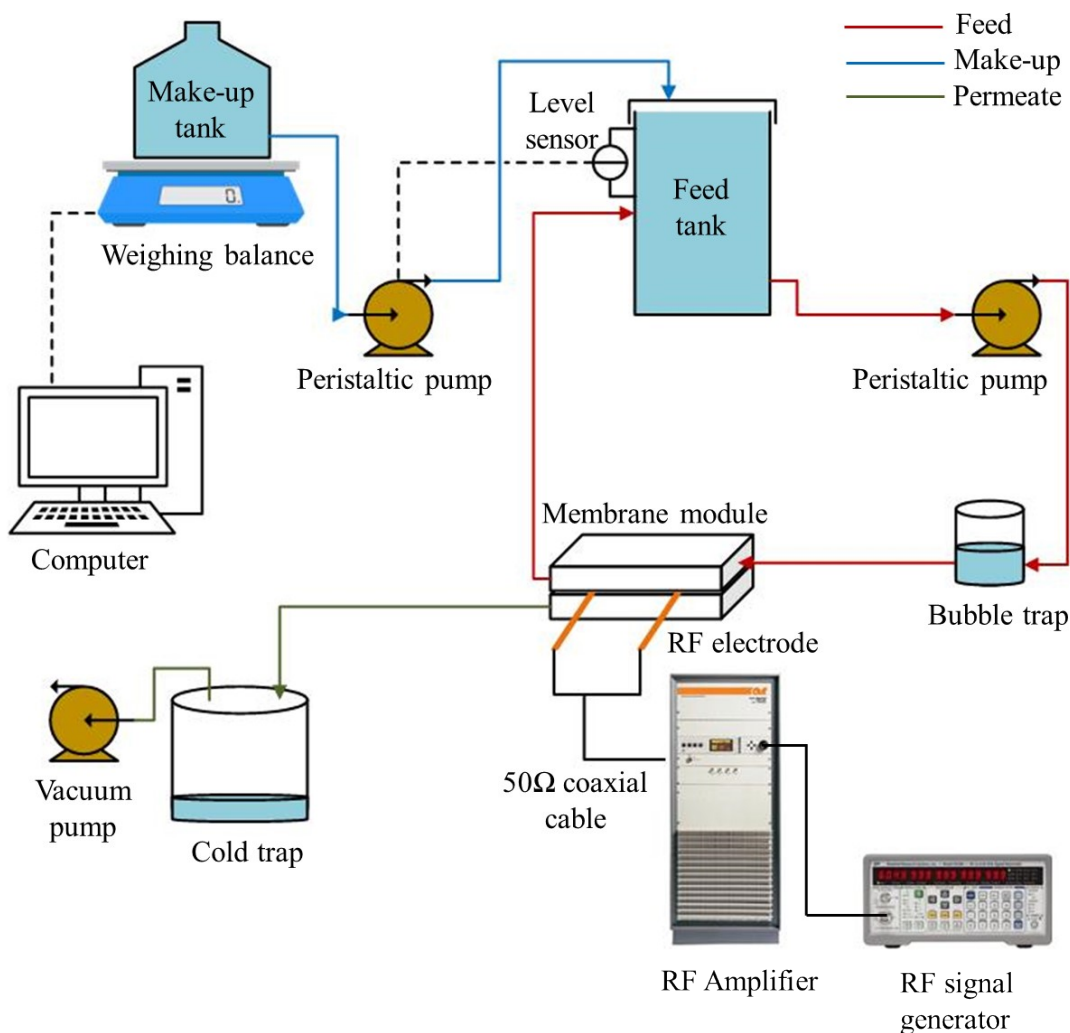 Feed
Make-up
Permeate
Make-up
tank
Level
sensor
0.
Feed
tank
Weighing balance
Peristaltic pump
Peristaltic pump
Computer
Membrane module
Bubble trap
RF electrode
Vacuum
pump
Cold trap
50Ω coaxial
cable
RF Amplifier
RF signal
generator